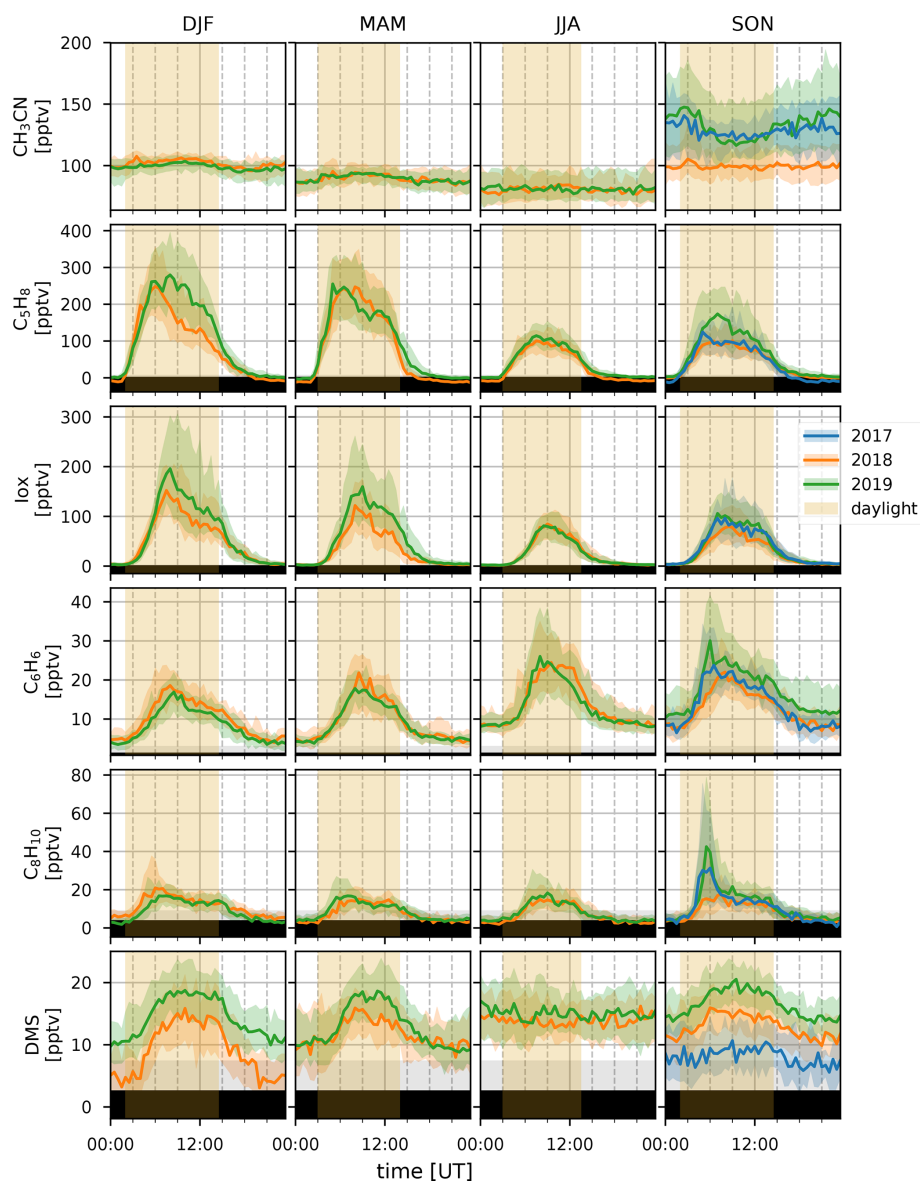 DJF MAM JJA SON
CH₃CN
[pptv]
200
150
100
C₅H₈
[pptv]
400
300
200
100
0
Iox
[pptv]
300
200
100
0
2017
2018
2019
daylight
C₆H₆
[pptv]
40
30
20
10
C₈H₁₀
[pptv]
80
60
40
20
0
DMS
[pptv]
20
10
0
00:00 12:00 00:00 12:00 00:00 12:00 00:00 12:00
time [UT]